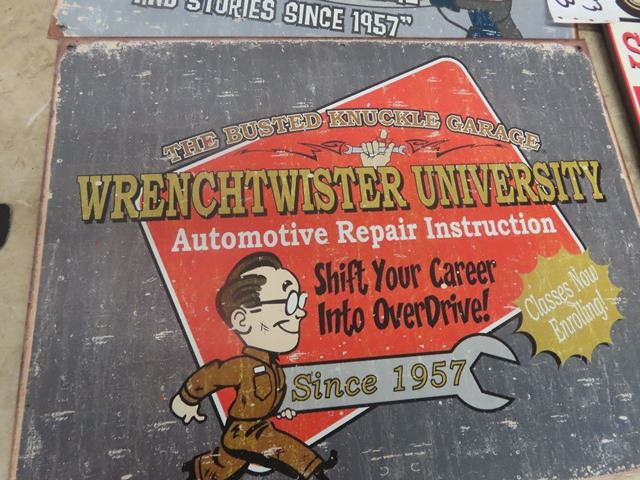 AND STORIES SINCE 1957"
THE BUSTED KNUCKLE GARAGE
WRENCHTWISTER UNIVERSITY
Automotive Repair Instruction
Shift Your Career
Into OverDrive!
Classes Now
Enrolling!
Since 1957